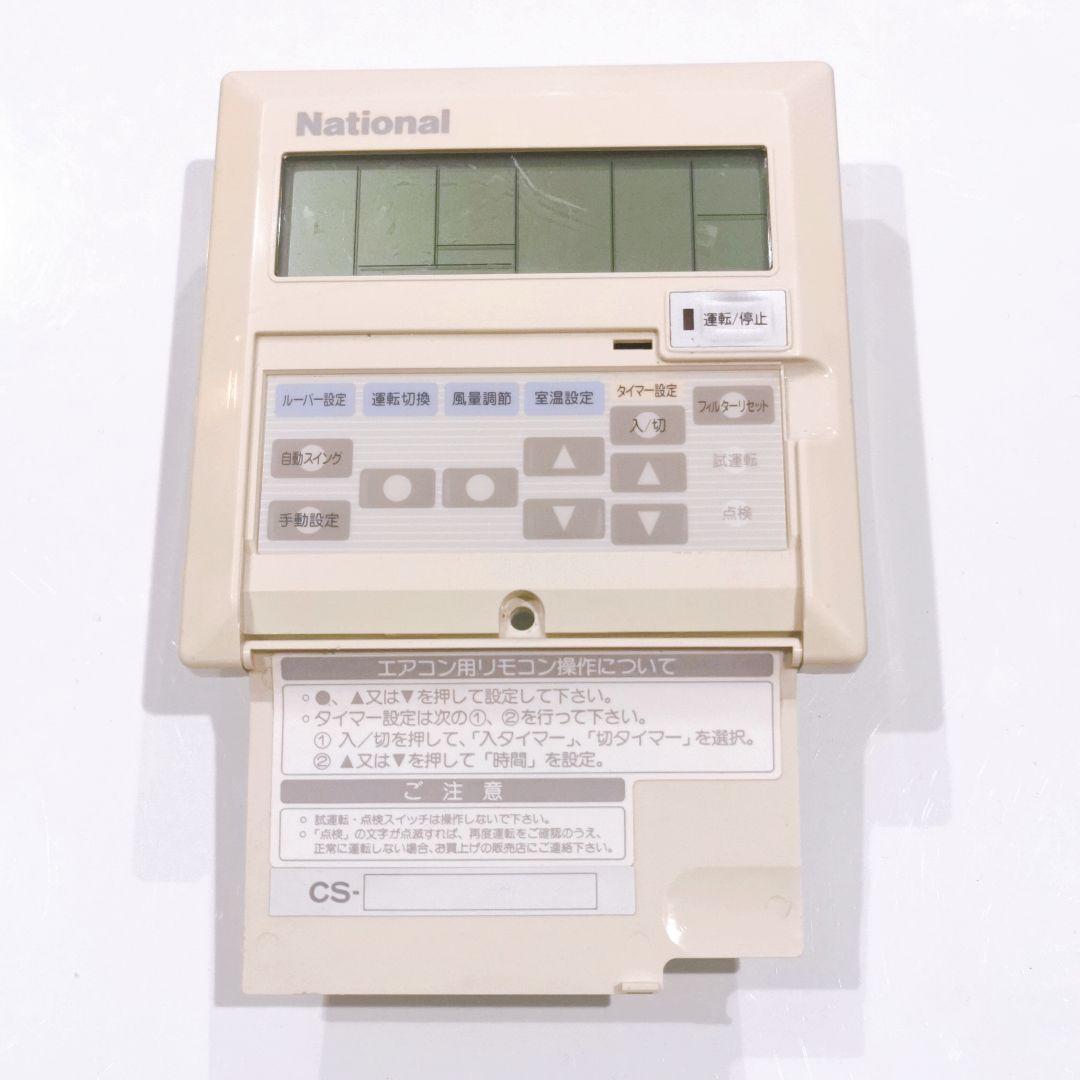 National
運転/停止
ルーバー設定 運転切換 風量調節 室温設定 タイマー設定 フィルターリセット
入/切
自動スイング ▲ ▲ 試運転
● ●
手動設定 ▼ ▼ 点検
エアコン用リモコン操作について
○ ●、▲又は▼を押して設定して下さい。
○ タイマー設定は次の①、②を行って下さい。
① 入/切を押して、「入タイマー」、「切タイマー」を選択。
② ▲又は▼を押して「時間」を設定。
ご注意
○ 試運転・点検スイッチは操作しないで下さい。
○ 「点検」の文字が点滅すれば、再度運転をご確認のうえ、
正常に運転しない場合、お買上げの販売店にご連絡下さい。
CS-